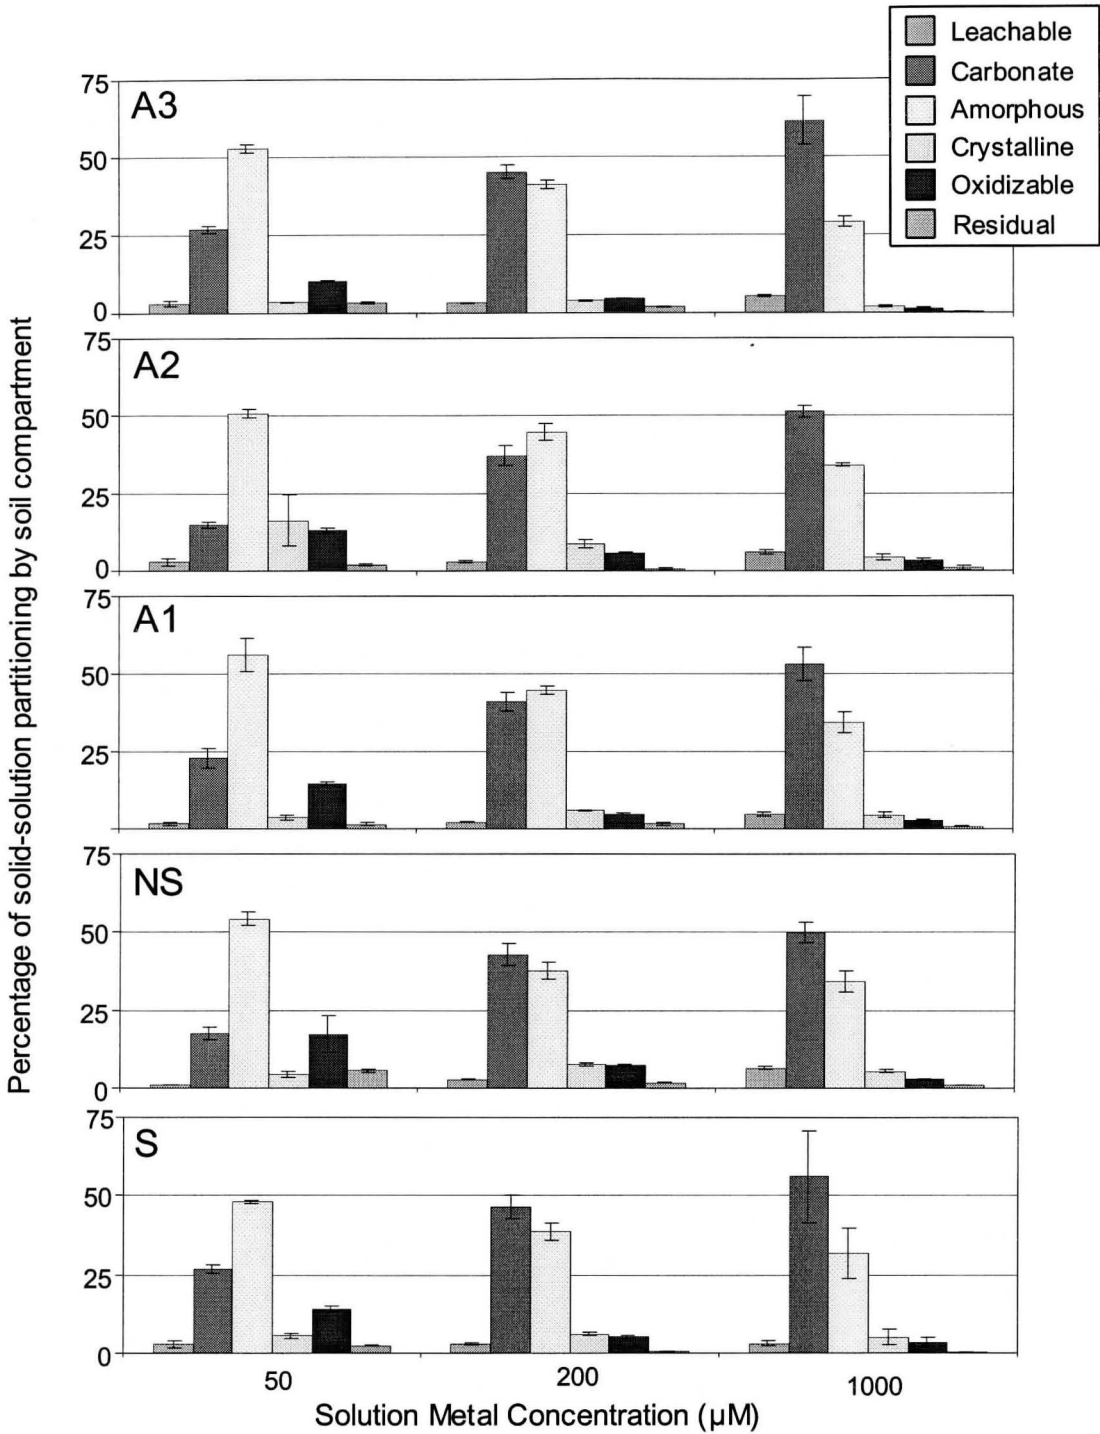 Leachable
Carbonate
Amorphous
Crystalline
Oxidizable
Residual
Percentage of solid-solution partitioning by soil compartment
A3
75
50
25
0
A2
75
50
25
0
A1
75
50
25
NS
75
50
25
0
S
75
50
25
0
50 200 1000
Solution Metal Concentration (µM)